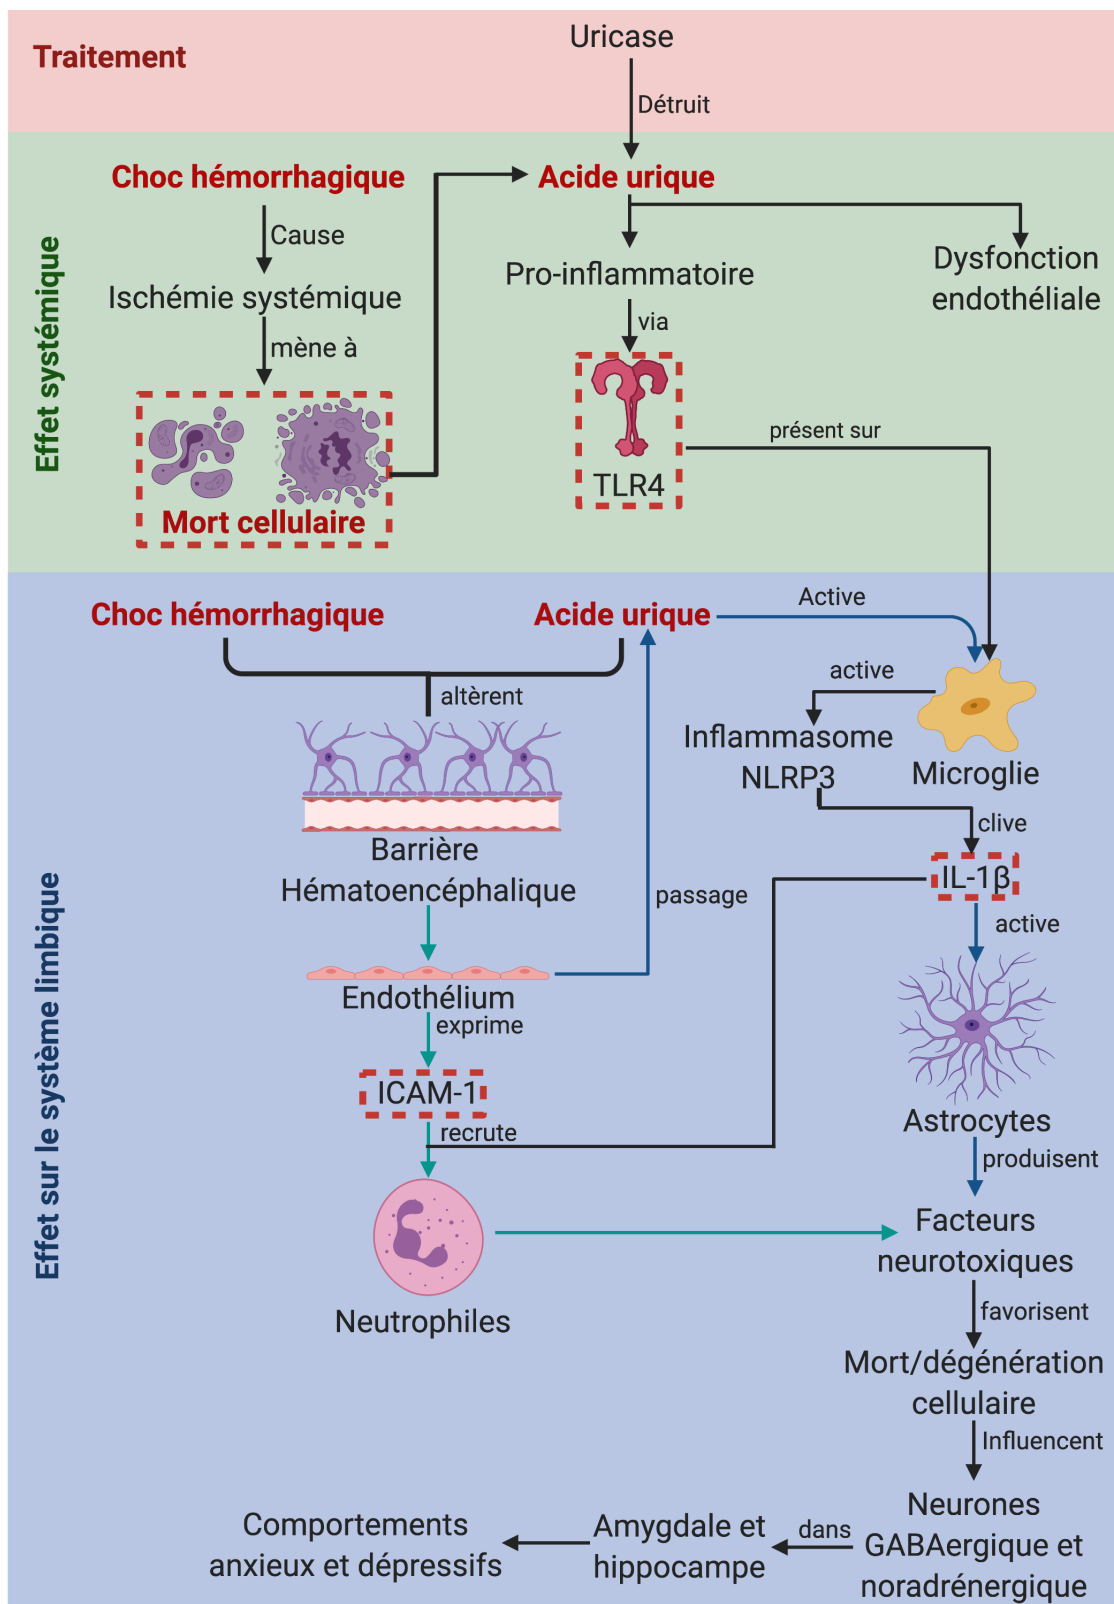 Traitement
Uricase
Détruit
Effet systémique
Choc hémorrhagique
Acide urique
Cause
Ischémie systémique
mène à
Mort cellulaire
Pro-inflammatoire
via
TLR4
Dysfonction
endothéliale
présent sur
Effet sur le système limbique
Choc hémorrhagique
Acide urique
Active
altèrent
active
Inflammasome
NLRP3
Microglie
clive
Barrière
Hématoencéphalique
passage
IL-1β
active
Endothélium
exprime
ICAM-1
recrute
Astrocytes
produisent
Neutrophiles
Facteurs
neurotoxiques
favorisent
Mort/dégénération
cellulaire
Influencent
Neurones
GABAergique et
noradrénergique
dans
Amygdale et
hippocampe
Comportements
anxieux et dépressifs